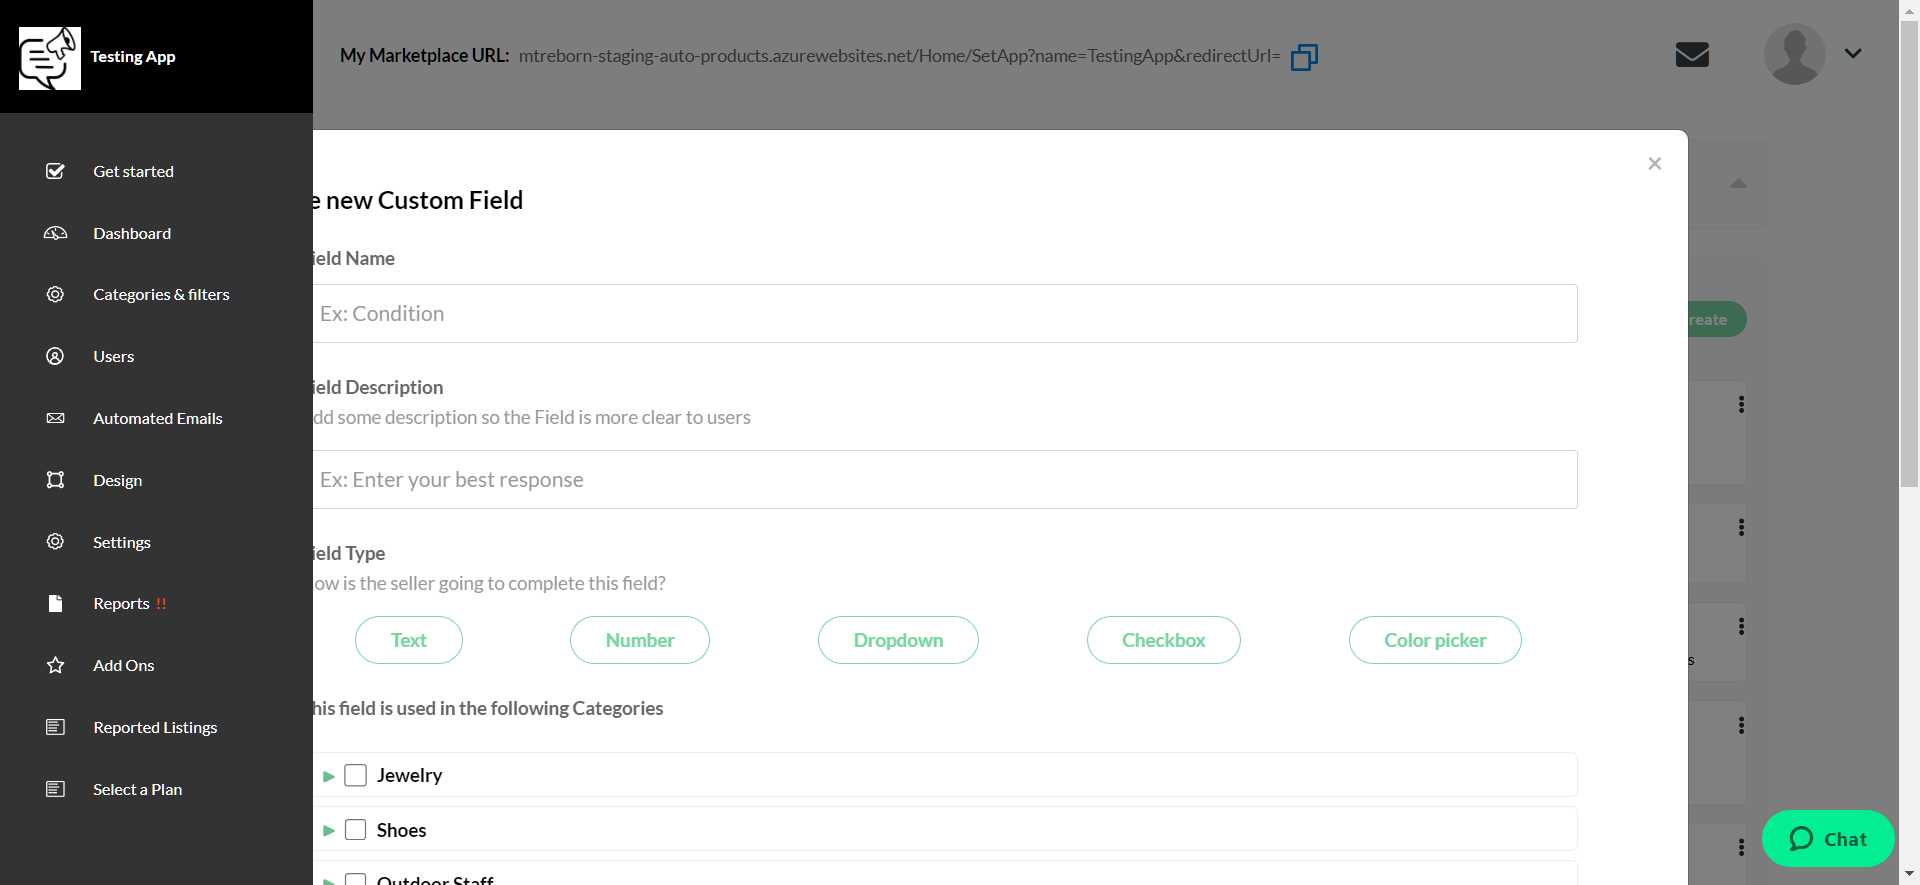 Testing App
My Marketplace URL: mtreborn-staging-auto-products.azurewebsites.net/Home/SetApp?name=TestingApp&redirectUrl=
Get started
Dashboard
Categories & filters
Users
Automated Emails
Design
Settings
Reports !!
Add Ons
Reported Listings
Select a Plan
×
e new Custom Field
ield Name
Ex: Condition
ield Description
dd some description so the Field is more clear to users
Ex: Enter your best response
ield Type
ow is the seller going to complete this field?
Text Number Dropdown Checkbox Color picker
his field is used in the following Categories
Jewelry
Shoes
Outdoor Staff
reate
s
Chat